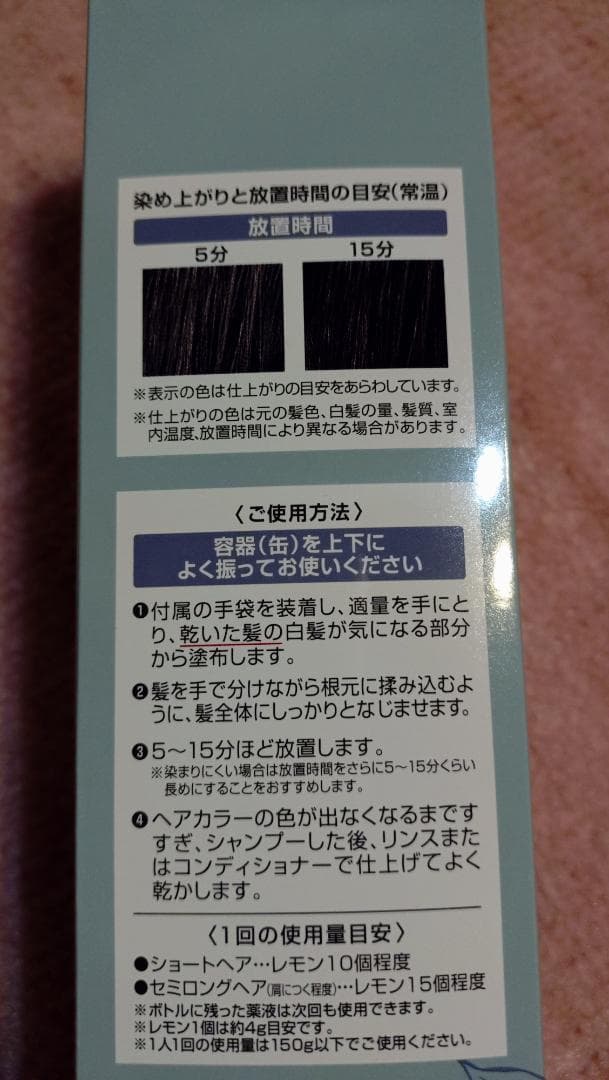 染め上がりと放置時間の目安(常温)
放置時間
5分 15分
※表示の色は仕上がりの目安をあらわしています。
※仕上がりの色は元の髪色、白髪の量、髪質、室
内温度、放置時間により異なる場合があります。
〈ご使用方法〉
容器(缶)を上下に
よく振ってお使いください
❶付属の手袋を装着し、適量を手にと
り、乾いた髪の白髪が気になる部分
から塗布します。
❷髪を手で分けながら根元に揉み込むよ
うに、髪全体にしっかりとなじませます。
❸5〜15分ほど放置します。
※染まりにくい場合は放置時間をさらに5〜15分くらい
長めにすることをおすすめします。
❹ヘアカラーの色が出なくなるまです
すぎ、シャンプーした後、リンスまた
はコンディショナーで仕上げてよく
乾かします。
〈1回の使用量目安〉
●ショートヘア…レモン10個程度
●セミロングヘア(肩につく程度)…レモン15個程度
※ボトルに残った薬液は次回も使用できます。
※レモン1個は約4g目安です。
※1人1回の使用量は150g以下でご使用ください。